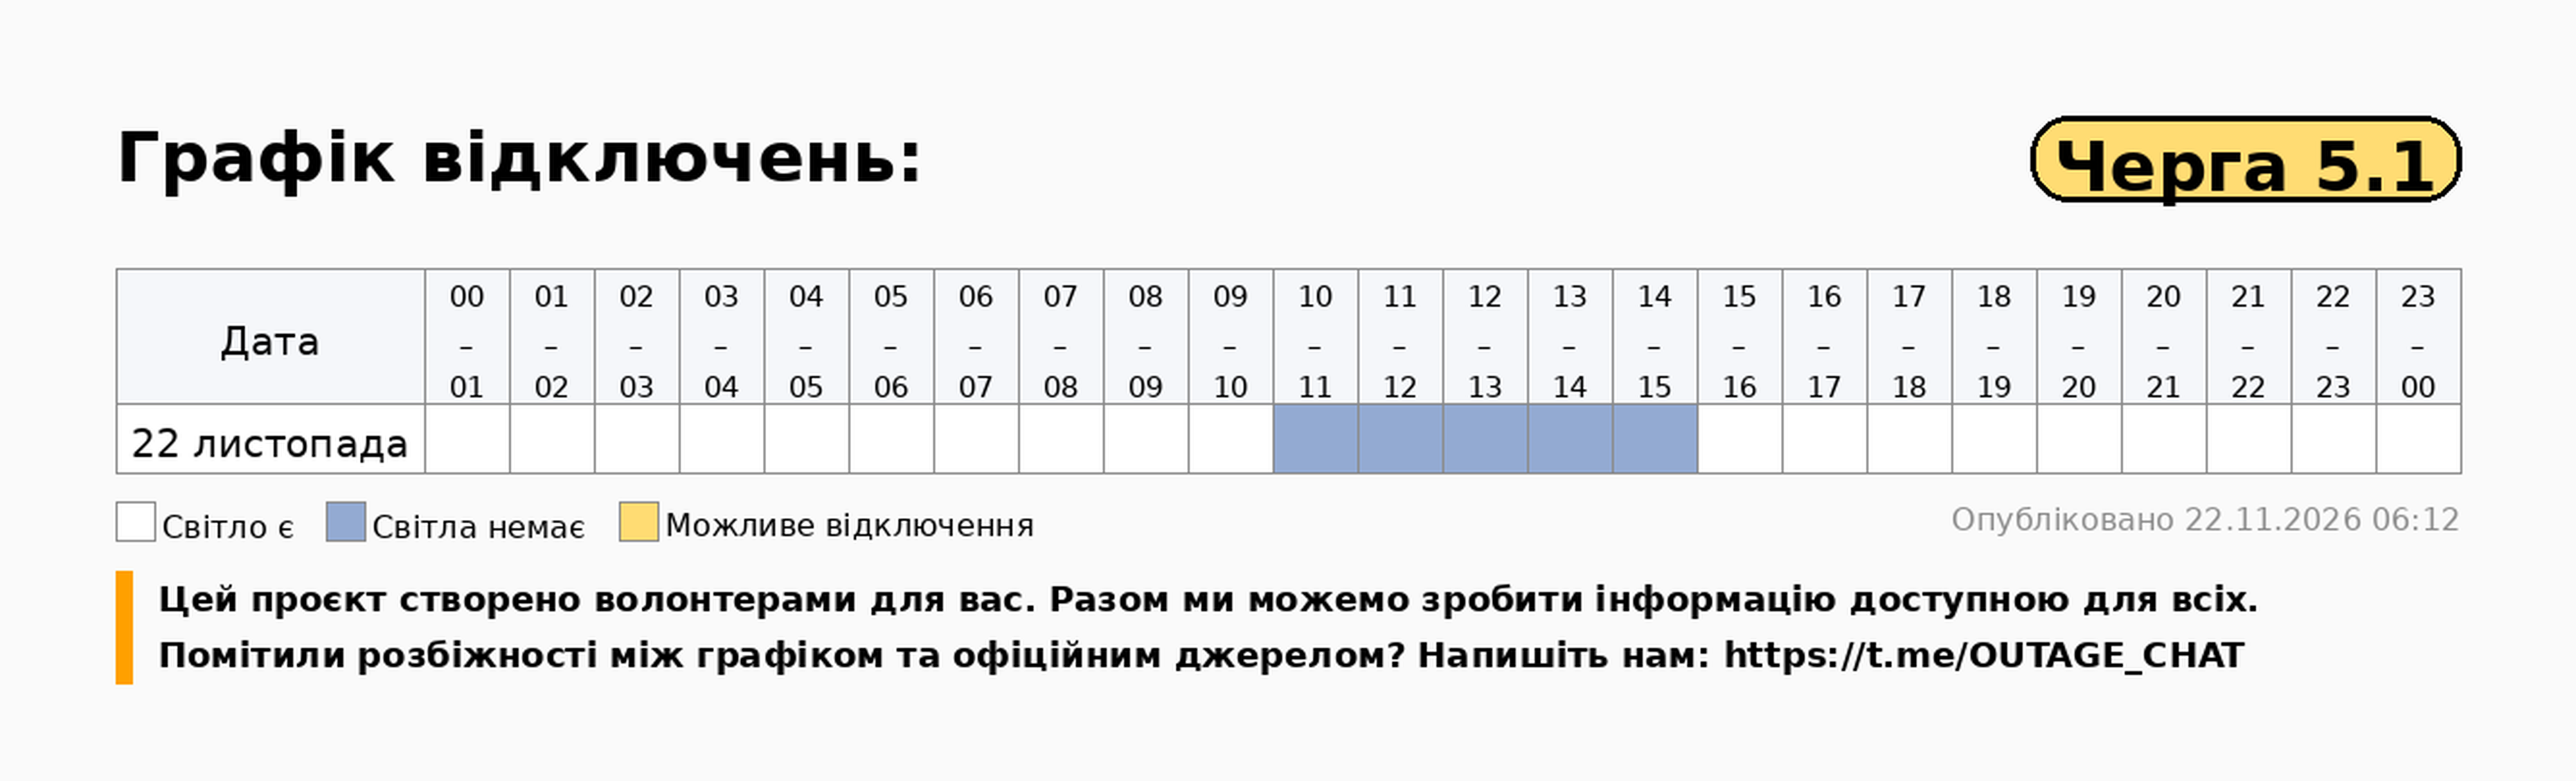 Графік відключень:
Черга 5.1
Дата
00 – 01
01 – 02
02 – 03
03 – 04
04 – 05
05 – 06
06 – 07
07 – 08
08 – 09
09 – 10
10 – 11
11 – 12
12 – 13
13 – 14
14 – 15
15 – 16
16 – 17
17 – 18
18 – 19
19 – 20
20 – 21
21 – 22
22 – 23
23 – 00
22 листопада
Світло є
Світла немає
Можливе відключення
Опубліковано 22.11.2026 06:12
Цей проєкт створено волонтерами для вас. Разом ми можемо зробити інформацію доступною для всіх.
Помітили розбіжності між графіком та офіційним джерелом? Напишіть нам: https://t.me/OUTAGE_CHAT